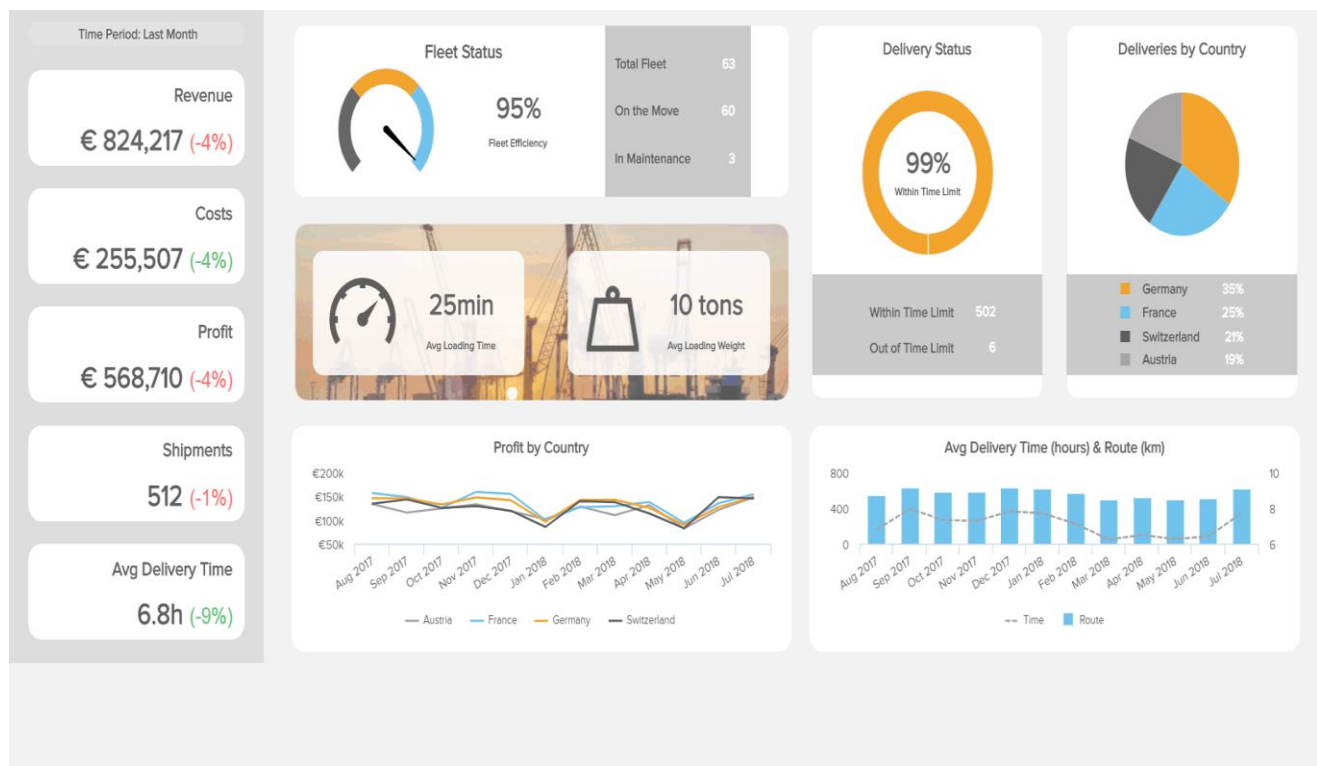 Time Period: Last Month
Revenue
€ 824,217 (-4%)
Costs
€ 255,507 (-4%)
Profit
€ 568,710 (-4%)
Shipments
512 (-1%)
Avg Delivery Time
6.8h (-9%)
Fleet Status
95%
Fleet Efficiency
Total Fleet 63
On the Move 60
In Maintenance 3
25min
Avg Loading Time
10 tons
Avg Loading Weight
Delivery Status
99%
Within Time Limit
Within Time Limit 502
Out of Time Limit 6
Deliveries by Country
Germany 35%
France 25%
Switzerland 21%
Austria 19%
Profit by Country
€200k
€150k
€100k
€50k
Aug 2017 Sep 2017 Oct 2017 Nov 2017 Dec 2017 Jan 2018 Feb 2018 Mar 2018 Apr 2018 May 2018 Jun 2018 Jul 2018
Austria France Germany Switzerland
Avg Delivery Time (hours) & Route (km)
800 10
400 8
0 6
Aug 2017 Sep 2017 Oct 2017 Nov 2017 Dec 2017 Jan 2018 Feb 2018 Mar 2018 Apr 2018 May 2018 Jun 2018 Jul 2018
Time Route